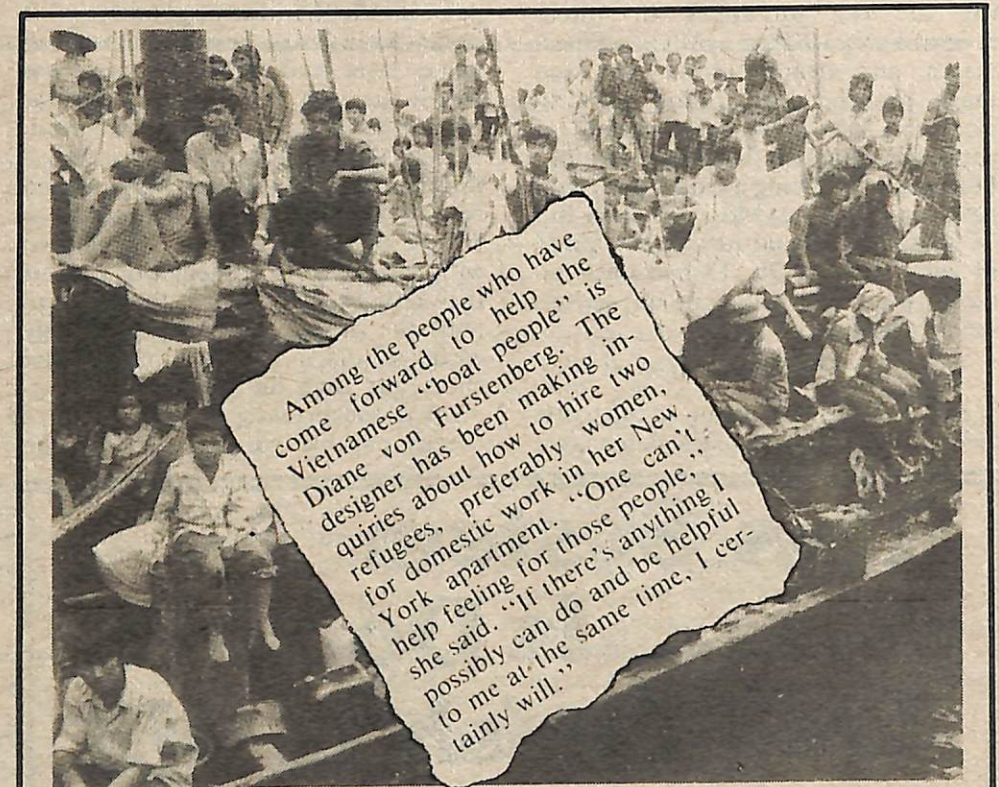 Among the people who have
come forward to help the
Vietnamese "boat people" is
Diane von Furstenberg. The
designer has been making in-
quiries about how to hire two
refugees, preferably women,
for domestic work in her New
York apartment. "One can't
help feeling for those people,"
she said. "If there's anything I
possibly can do and be helpful
to me at the same time, I cer-
tainly will."